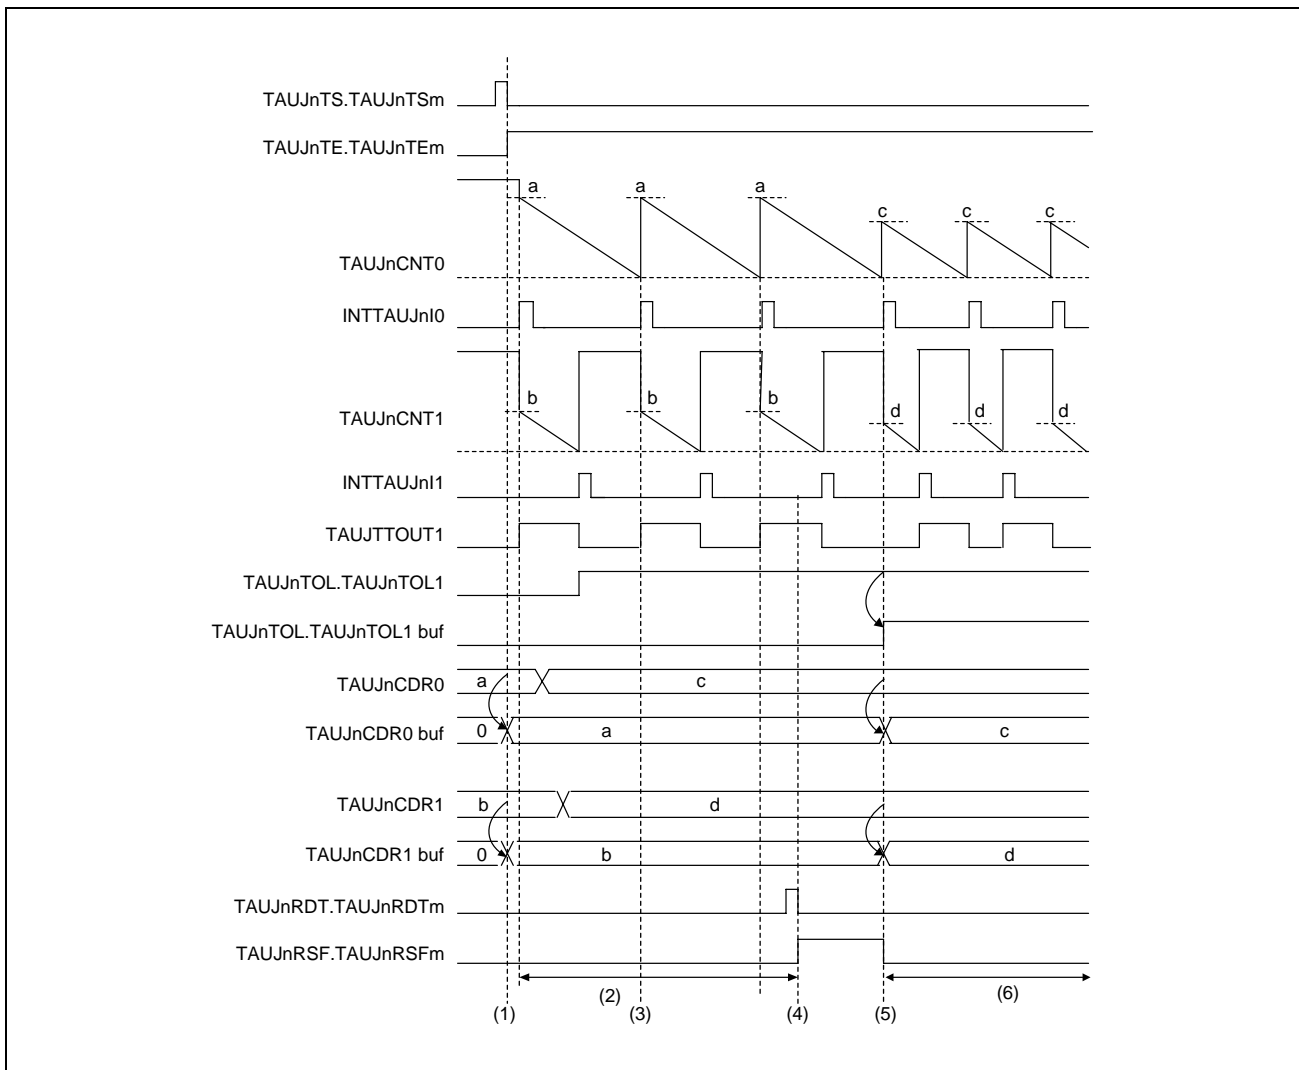 TAUJnTS.TAUJnTSm
TAUJnTE.TAUJnTEm
a a a
c c c
TAUJnCNT0
INTTAUJnI0
b b b
d d d
TAUJnCNT1
INTTAUJnI1
TAUJTTOUT1
TAUJnTOL.TAUJnTOL1
TAUJnTOL.TAUJnTOL1 buf
TAUJnCDR0 a c
TAUJnCDR0 buf 0 a c
TAUJnCDR1 b d
TAUJnCDR1 buf 0 b d
TAUJnRDT.TAUJnRDTm
TAUJnRSF.TAUJnRSFm
(2) (6)
(1) (3) (4) (5)